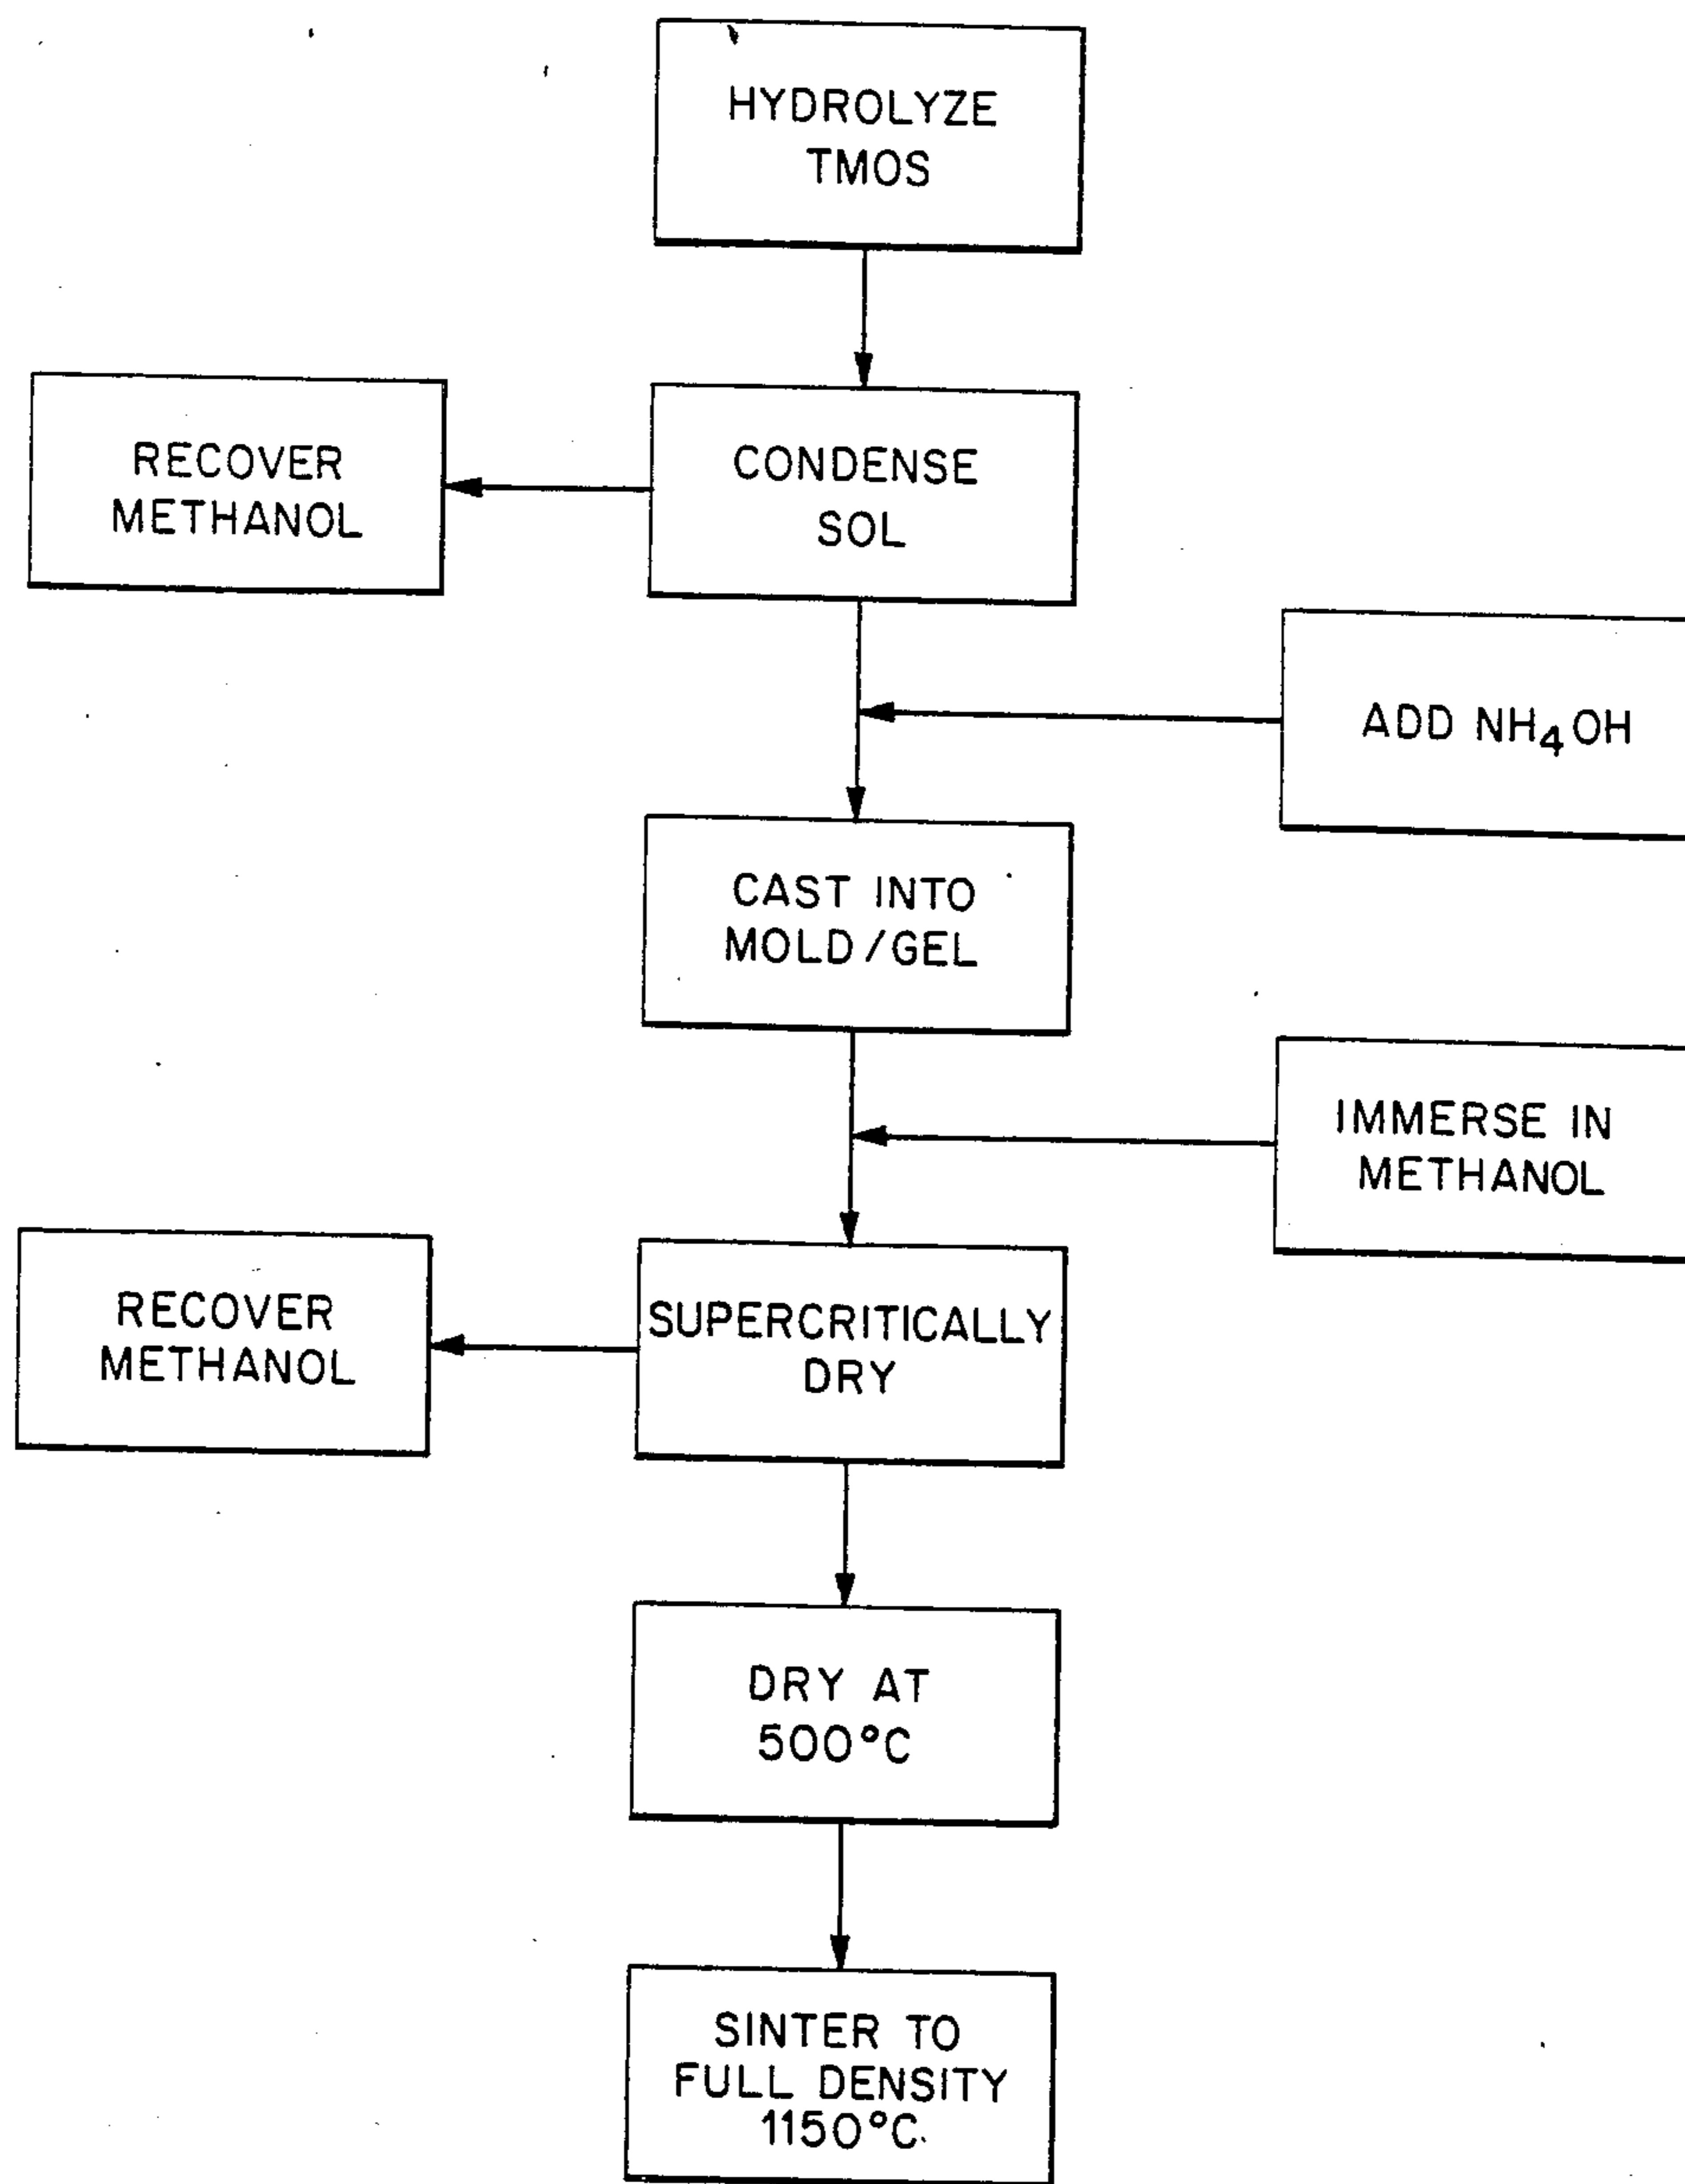 HYDROLYZE
TMOS
RECOVER
METHANOL
CONDENSE
SOL
ADD NH₄OH
CAST INTO
MOLD/GEL
IMMERSE IN
METHANOL
RECOVER
METHANOL
SUPERCRITICALLY
DRY
DRY AT
500°C
SINTER TO
FULL DENSITY
1150°C